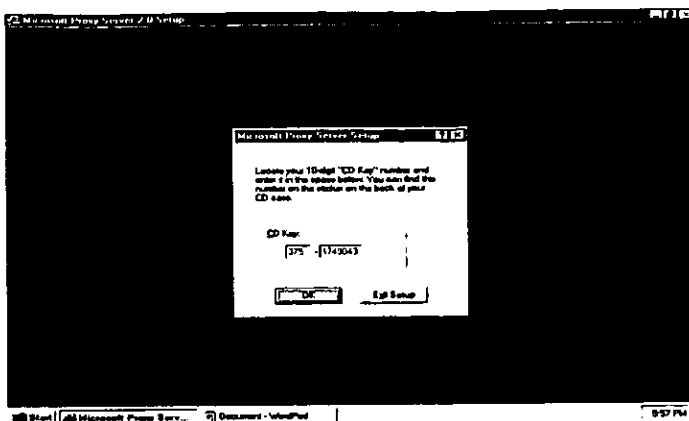 Microsoft Proxy Server 2.0 Setup
Microsoft Proxy Server Setup
Locate your 10-digit "CD Key" number and
enter it in the space below. You can find this
number on the sticker on the back of your
CD case.
CD Key:
375 -
OK
Exit Setup
Start
Microsoft Proxy Serv...
Document - WordPad
9:57 PM